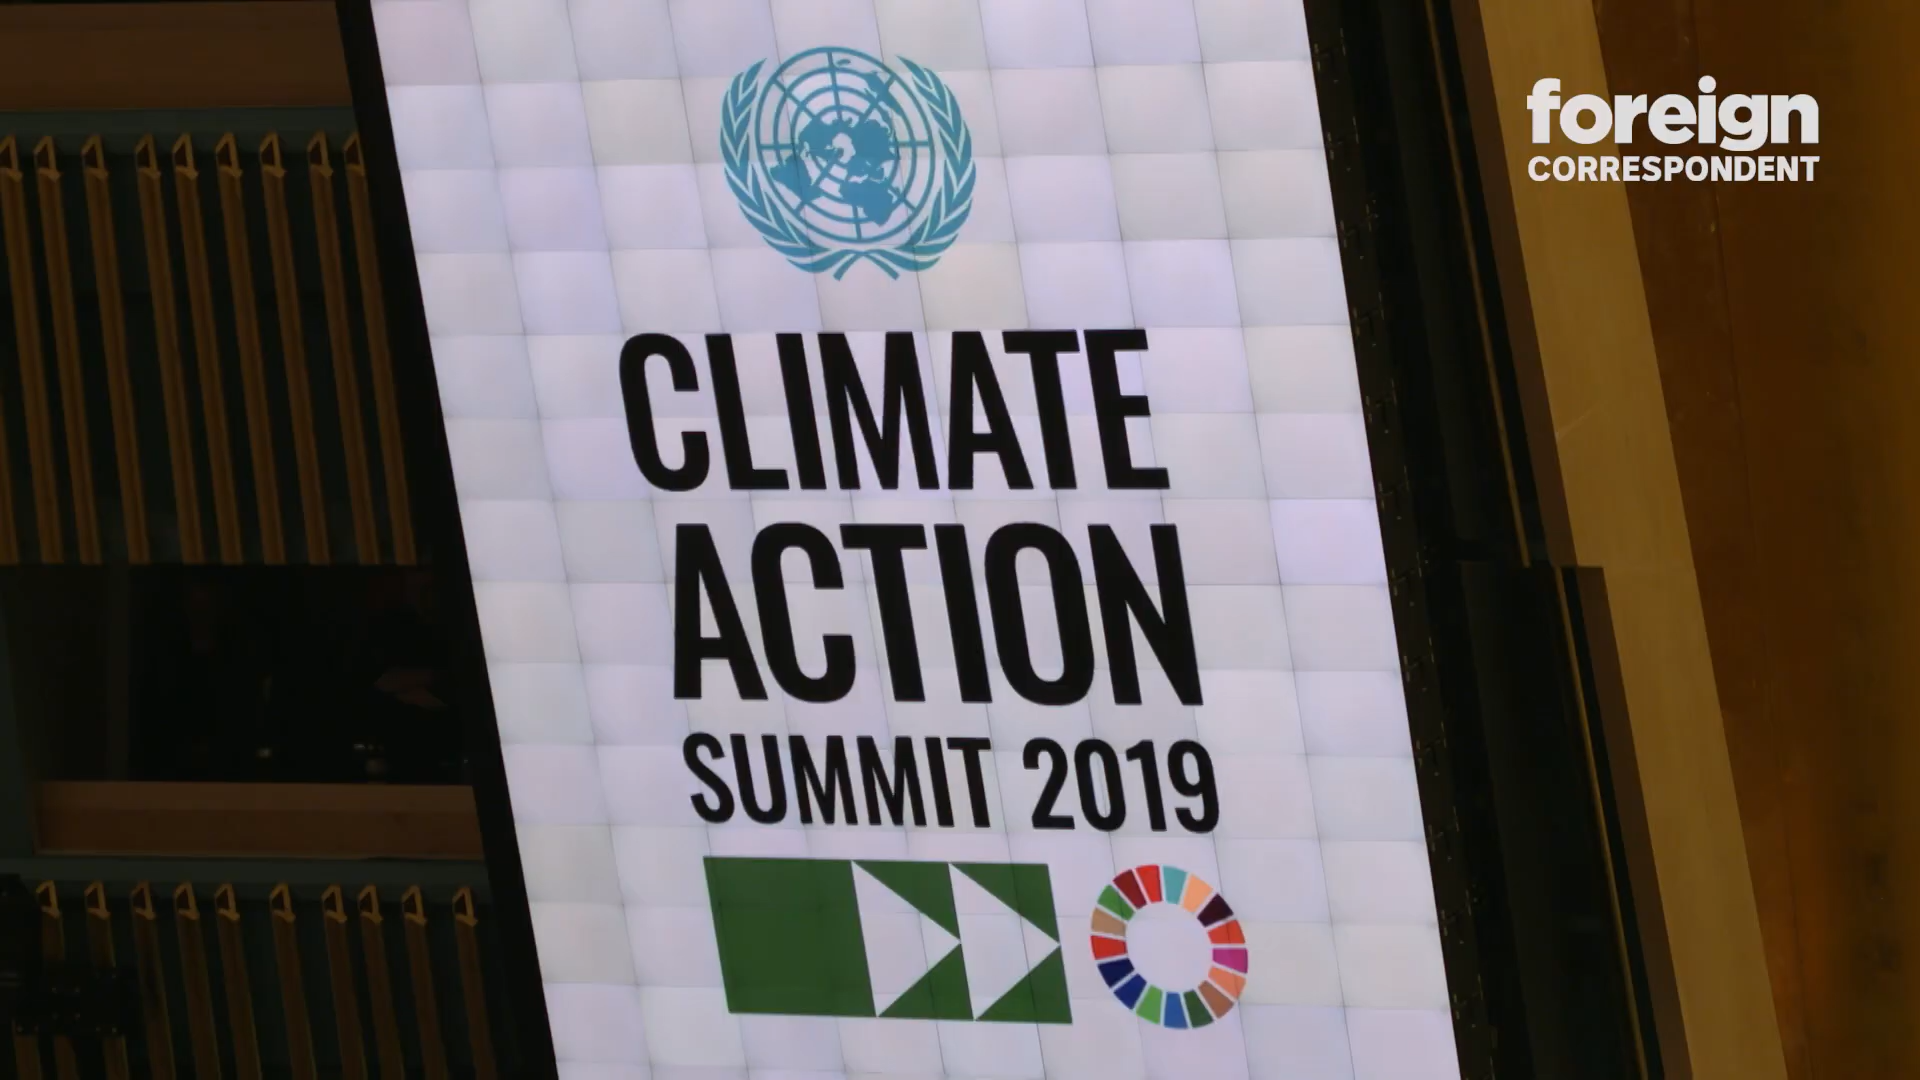 foreign
CORRESPONDENT
CLIMATE
ACTION
SUMMIT 2019